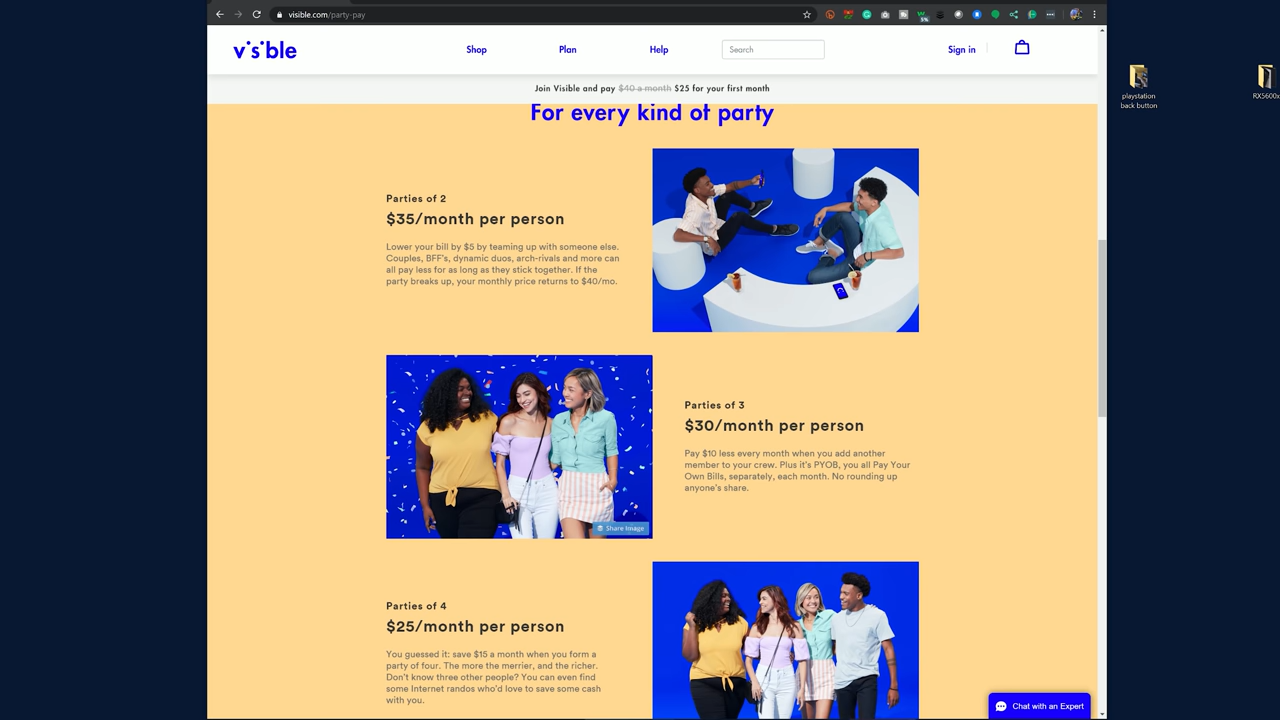 visible.com/party-pay
5%
visible
Shop
Plan
Help
Search
Sign in
Join Visible and pay $40 a month $25 for your first month
For every kind of party
Parties of 2
$35/month per person
Lower your bill by $5 by teaming up with someone else.
Couples, BFF's, dynamic duos, arch-rivals and more can
all pay less for as long as they stick together. If the
party breaks up, your monthly price returns to $40/mo.
Parties of 3
$30/month per person
Pay $10 less every month when you add another
member to your crew. Plus it's PYOB, you all Pay Your
Own Bills, separately, each month. No rounding up
anyone's share.
Share Image
Parties of 4
$25/month per person
You guessed it: save $15 a month when you form a
party of four. The more the merrier, and the richer.
Don't know three other people? You can even find
some Internet randos who'd love to save some cash
with you.
Chat with an Expert
playstation
back button
RX5600x